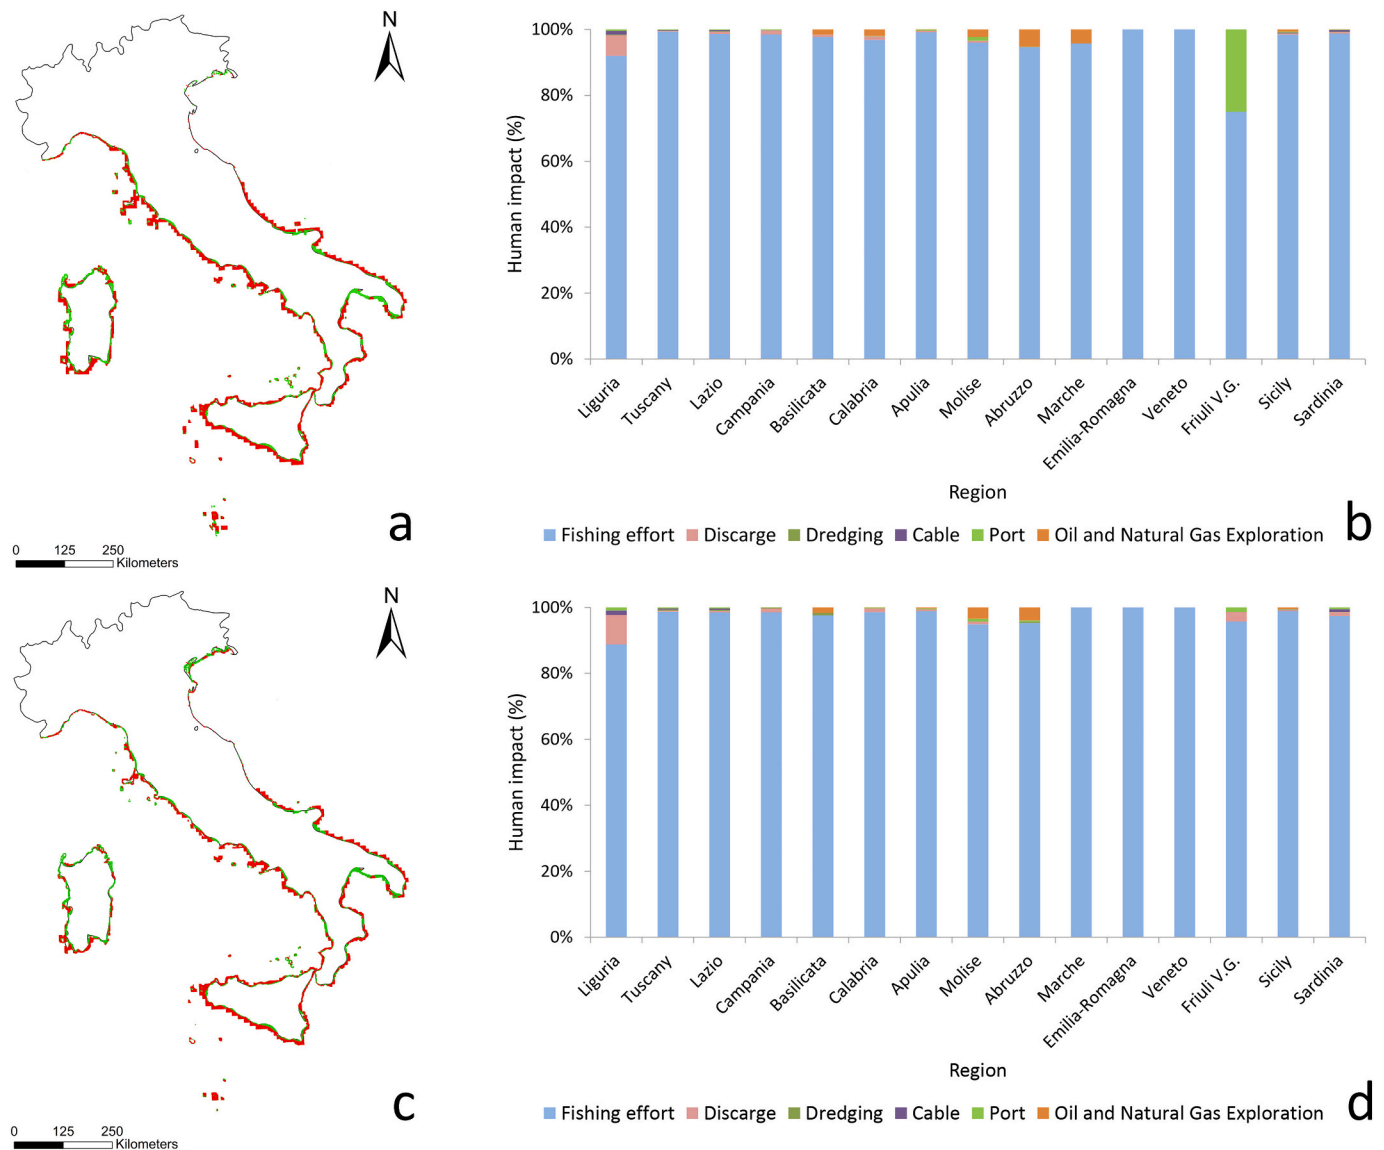 N
a
0 125 250
Kilometers
100%
80%
60%
40%
20%
0%
Human impact (%)
Liguria
Tuscany
Lazio
Campania
Basilicata
Calabria
Apulia
Molise
Abruzzo
Marche
Emilia-Romagna
Veneto
Friuli V.G.
Sicily
Sardinia
Region
b
Fishing effort Discarge Dredging Cable Port Oil and Natural Gas Exploration
N
c
0 125 250
Kilometers
100%
80%
60%
40%
20%
0%
Human impact (%)
Liguria
Tuscany
Lazio
Campania
Basilicata
Calabria
Apulia
Molise
Abruzzo
Marche
Emilia-Romagna
Veneto
Friuli V.G.
Sicily
Sardinia
Region
d
Fishing effort Discarge Dredging Cable Port Oil and Natural Gas Exploration